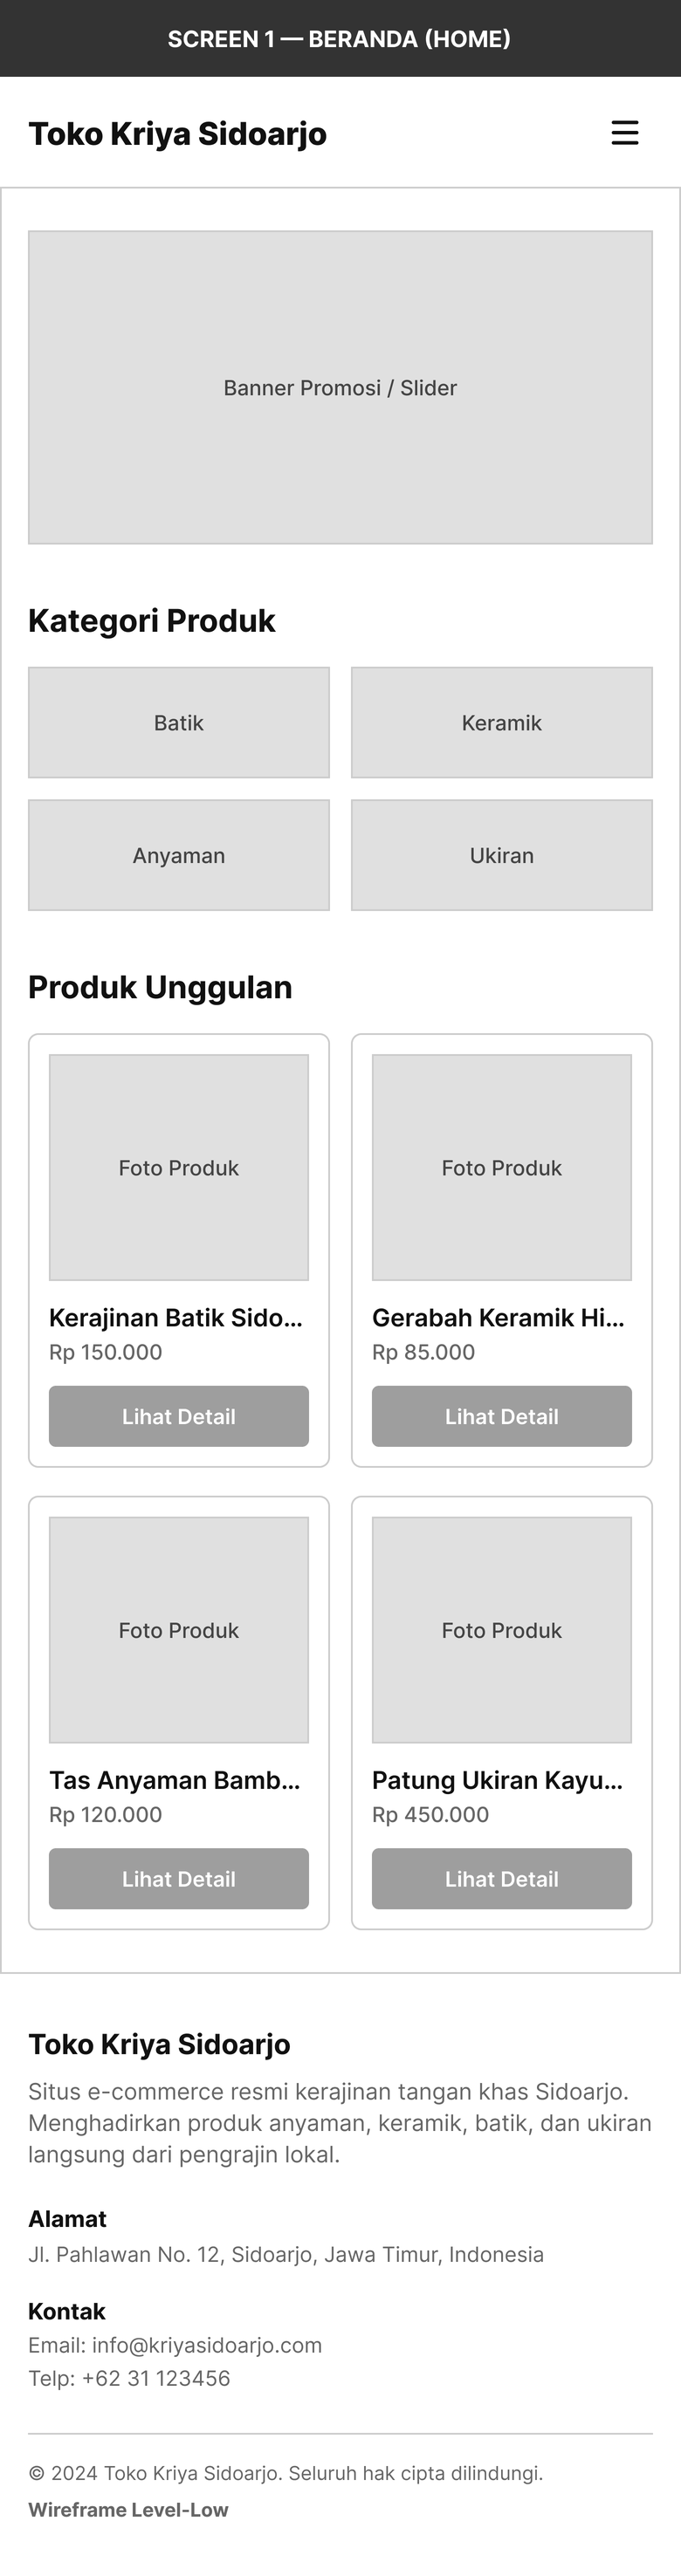 SCREEN 1 — BERANDA (HOME)
Toko Kriya Sidoarjo
Banner Promosi / Slider
Kategori Produk
Batik
Keramik
Anyaman
Ukiran
Produk Unggulan
Foto Produk
Kerajinan Batik Sido...
Rp 150.000
Lihat Detail
Foto Produk
Gerabah Keramik Hi...
Rp 85.000
Lihat Detail
Foto Produk
Tas Anyaman Bamb...
Rp 120.000
Lihat Detail
Foto Produk
Patung Ukiran Kayu...
Rp 450.000
Lihat Detail
Toko Kriya Sidoarjo
Situs e-commerce resmi kerajinan tangan khas Sidoarjo.
Menghadirkan produk anyaman, keramik, batik, dan ukiran
langsung dari pengrajin lokal.
Alamat
Jl. Pahlawan No. 12, Sidoarjo, Jawa Timur, Indonesia
Kontak
Email: info@kriyasidoarjo.com
Telp: +62 31 123456
© 2024 Toko Kriya Sidoarjo. Seluruh hak cipta dilindungi.
Wireframe Level-Low